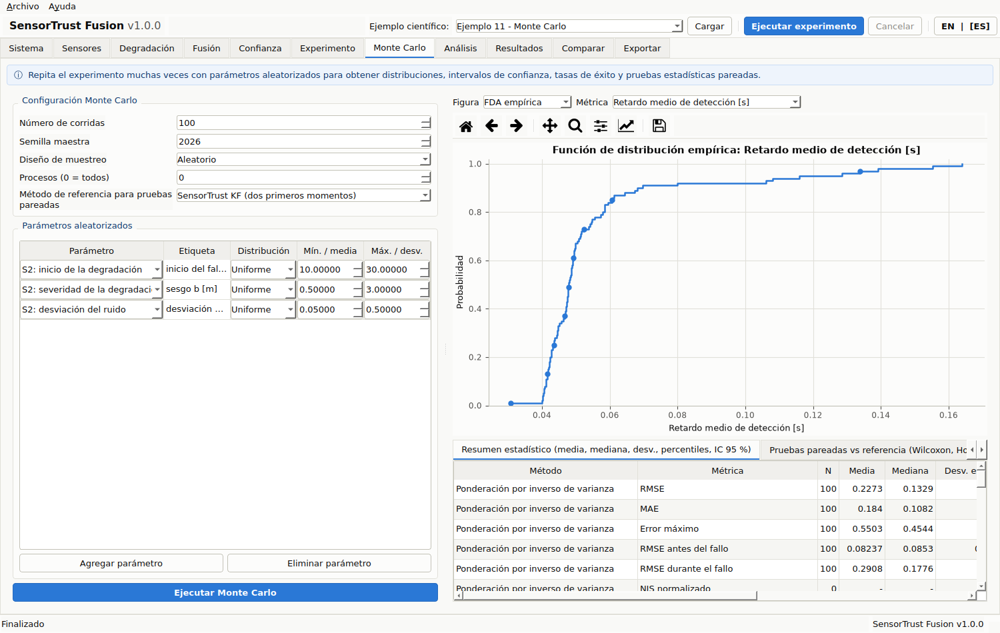 Archivo Ayuda
SensorTrust Fusion v1.0.0
Ejemplo científico: Ejemplo 11 - Monte Carlo Cargar Ejecutar experimento Cancelar EN | [ES]
Sistema Sensores Degradación Fusión Confianza Experimento Monte Carlo Análisis Resultados Comparar Exportar
ⓘ Repita el experimento muchas veces con parámetros aleatorizados para obtener distribuciones, intervalos de confianza, tasas de éxito y pruebas estadísticas pareadas.
Configuración Monte Carlo
Número de corridas 100
Semilla maestra 2026
Diseño de muestreo Aleatorio
Procesos (0 = todos) 0
Método de referencia para pruebas pareadas SensorTrust KF (dos primeros momentos)
Parámetros aleatorizados
Parámetro Etiqueta Distribución Mín. / media Máx. / desv.
S2: inicio de la degradación inicio del fal... Uniforme 10.00000 30.00000
S2: severidad de la degradaci sesgo b [m] Uniforme 0.50000 3.00000
S2: desviación del ruido desviación ... Uniforme 0.05000 0.50000
Agregar parámetro Eliminar parámetro
Ejecutar Monte Carlo
Figura FDA empírica Métrica Retardo medio de detección [s]
Función de distribución empírica: Retardo medio de detección [s]
Probabilidad
1.0
0.8
0.6
0.4
0.2
0.0
0.04 0.06 0.08 0.10 0.12 0.14 0.16
Retardo medio de detección [s]
Resumen estadístico (media, mediana, desv., percentiles, IC 95 %) Pruebas pareadas vs referencia (Wilcoxon, Ho
Método Métrica N Media Mediana Desv. e
Ponderación por inverso de varianza RMSE 100 0.2273 0.1329
Ponderación por inverso de varianza MAE 100 0.184 0.1082
Ponderación por inverso de varianza Error máximo 100 0.5503 0.4544
Ponderación por inverso de varianza RMSE antes del fallo 100 0.08237 0.0853
Ponderación por inverso de varianza RMSE durante el fallo 100 0.2908 0.1776
Ponderación por inverso de varianza NIS normalizado 0 - -
Finalizado
SensorTrust Fusion v1.0.0